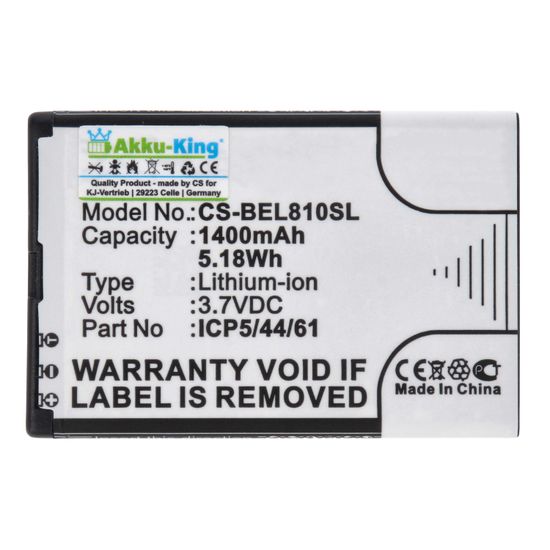 Akku-King
Quality Product - made by CS for
KJ-Vertrieb | 29223 Celle | Germany
Model No.: CS-BEL810SL
Capacity :1400mAh
5.18Wh
Type :Lithium-ion
Voltage :3.7VDC
Part No. :ICP5/44/61
WARRANTY VOID IF
LABEL IS REMOVED
CE
Made In China